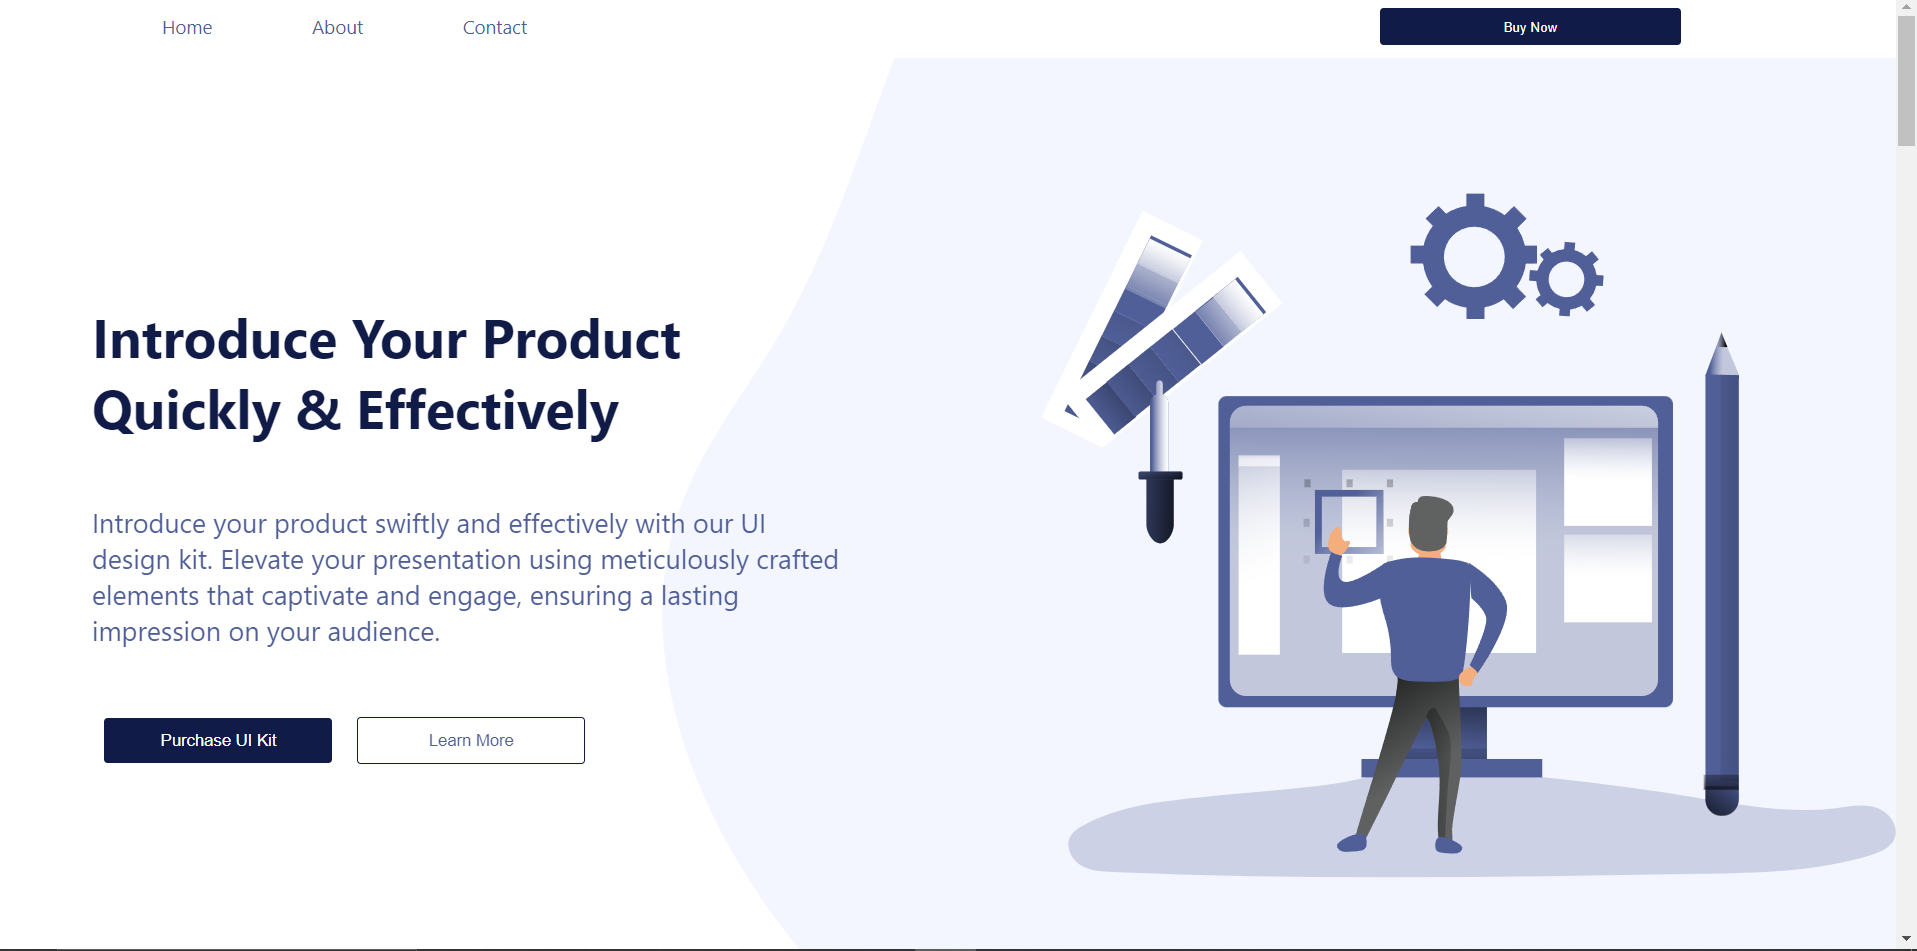 Home
About
Contact
Buy Now
Introduce Your Product
Quickly & Effectively
Introduce your product swiftly and effectively with our UI
design kit. Elevate your presentation using meticulously crafted
elements that captivate and engage, ensuring a lasting
impression on your audience.
Purchase UI Kit
Learn More